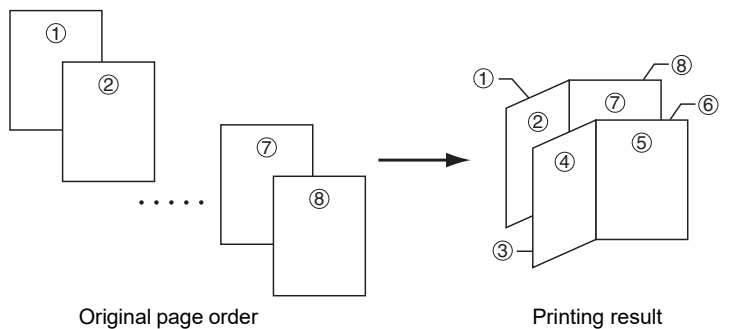 ①
②
⑦
⑧
.....
Original page order
① ⑧
② ⑦ ⑥
④ ⑤
③
Printing result